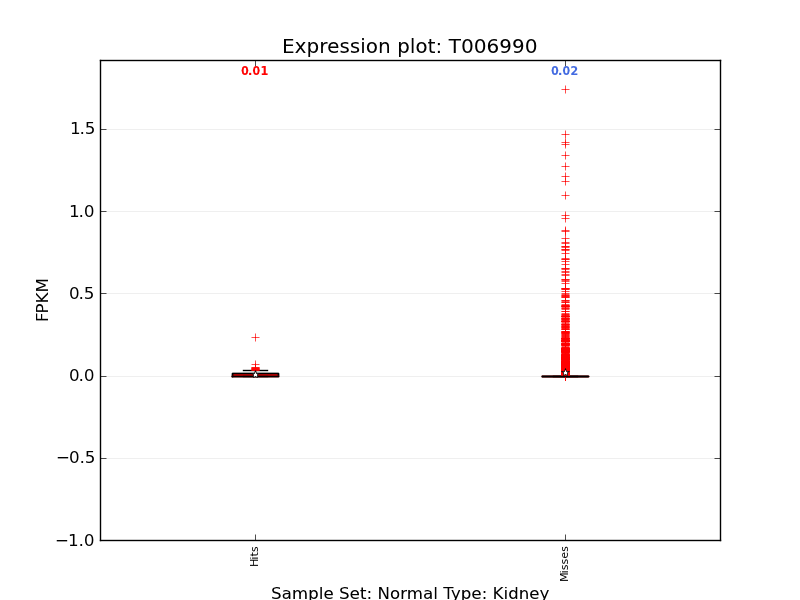 Expression plot: T006990
0.01
0.02
1.5
1.0
0.5
0.0
−0.5
−1.0
FPKM
Hits
Misses
Sample Set: Normal Type: Kidney